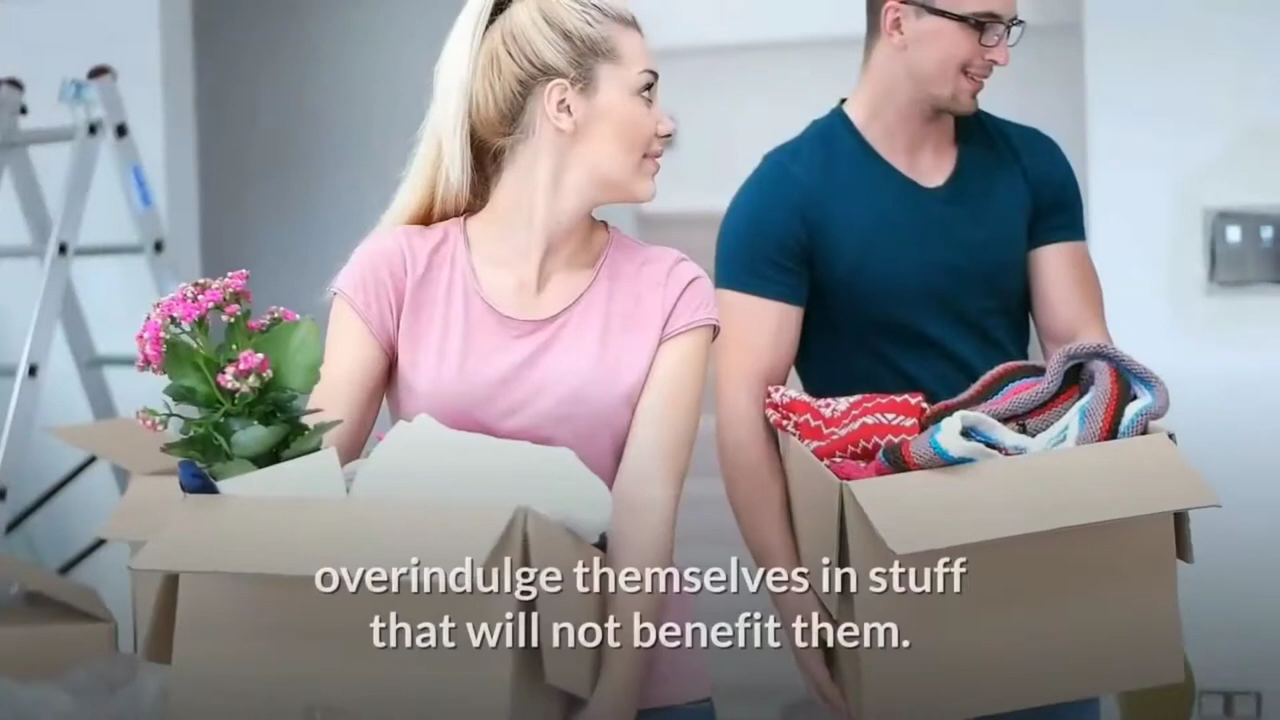 overindulge themselves in stuff
that will not benefit them.